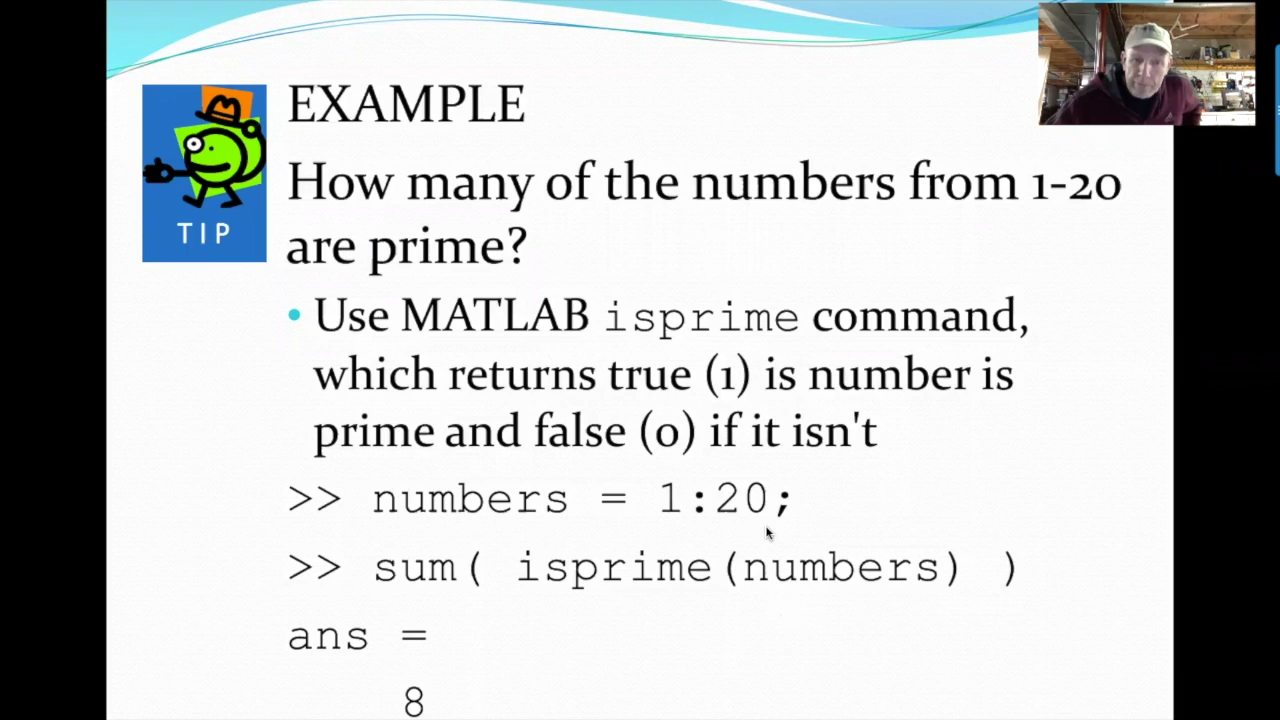 EXAMPLE
How many of the numbers from 1-20
are prime?
TIP
• Use MATLAB isprime command,
which returns true (1) is number is
prime and false (0) if it isn't
>> numbers = 1:20;
>> sum( isprime(numbers) )
ans =
8